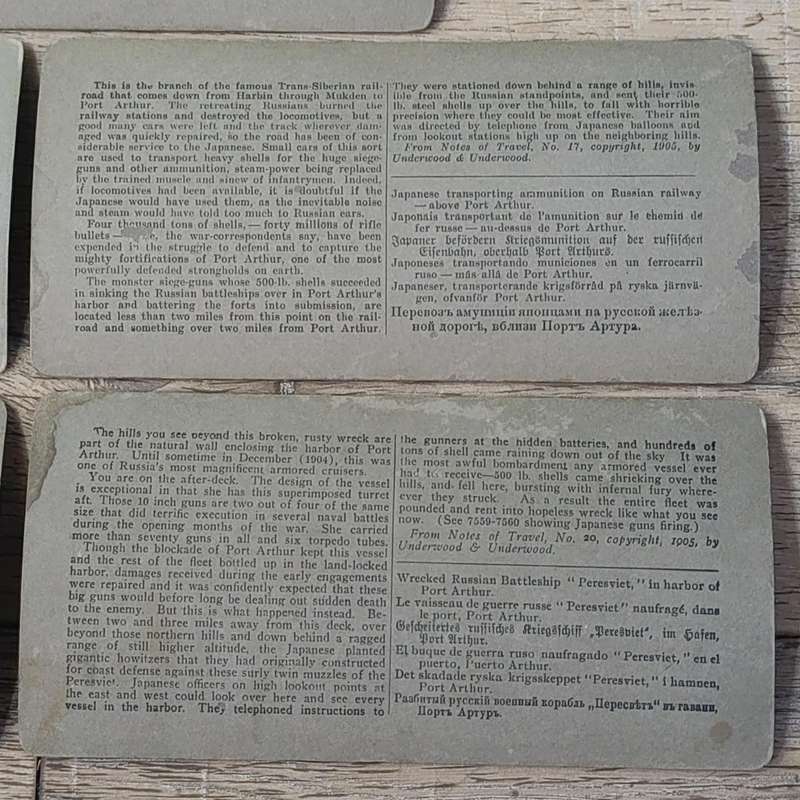 This is the branch of the famous Trans-Siberian rail-
road that comes down from Harbin through Mukden to
Port Arthur. The retreating Russians burned the
railway stations and destroyed the locomotives, but a
good many cars were left and the track wherever dam-
aged was quickly repaired, so the road has been of con-
siderable service to the Japanese. Small cars of this sort
are used to transport heavy shells for the huge siege-
guns and other ammunition, steam-power being replaced
by the trained muscle and sinew of infantrymen. Indeed,
if locomotives had been available, it is doubtful if the
Japanese would have used them, as the inevitable noise
and steam would have told too much to Russian ears.
Four thousand tons of shells, — forty millions of rifle
bullets — the war-correspondents say, have been
expended in the struggle to defend and to capture the
mighty fortifications of Port Arthur, one of the most
powerfully defended strongholds on earth.
The monster siege-guns whose 500-lb. shells succeeded
in sinking the Russian battleships over in Port Arthur's
harbor and battering the forts into submission, are
located less than two miles from this point on the rail-
road and something over two miles from Port Arthur.
They were stationed down behind a range of hills, invis-
ible from the Russian standpoints, and sent their 500-
lb. steel shells up over the hills, to fall with horrible
precision where they could be most effective. Their aim
was directed by telephone from Japanese balloons and
from lookout stations high up on the neighboring hills.
From Notes of Travel, No. 17, copyright, 1905, by
Underwood & Underwood.
Japanese transporting ammunition on Russian railway
— above Port Arthur.
Japonais transportant de l'amunition sur le chemin de
fer russe — au-dessus de Port Arthur.
Japaner befördern Kriegsmunition auf der russischen
Eisenbahn, oberhalb Port Arthurs.
Japoneses transportando municiones en un ferrocarril
ruso — más allá de Port Arthur.
Japaneser, transporterande krigsförråd på ryska järnvä-
gen, ofvanför Port Arthur.
Перевозъ амуниціи японцами на русской желѣз-
ной дорогѣ, вблизи Портъ Артура.
The hills you see beyond this broken, rusty wreck are
part of the natural wall enclosing the harbor of Port
Arthur. Until sometime in December (1904), this was
one of Russia's most magnificent armored cruisers.
You are on the after-deck. The design of the vessel
is exceptional in that she has this superimposed turret
aft. Those 10 inch guns are two out of four of the same
size that did terrific execution in several naval battles
during the opening months of the war. She carried
more than seventy guns in all and six torpedo tubes.
Though the blockade of Port Arthur kept this vessel
and the rest of the fleet bottled up in the land-locked
harbor, damages received during the early engagements
were repaired and it was confidently expected that these
big guns would before long be dealing out sudden death
to the enemy. But this is what happened instead. Be-
tween two and three miles away from this deck, over
beyond those northern hills and down behind a ragged
range of still higher altitude, the Japanese planted
gigantic howitzers that they had originally constructed
for coast defense against these surly twin muzzles of the
Peresviet. Japanese officers on high lookout points at
the east and west could look over here and see every
vessel in the harbor. They telephoned instructions to
the gunners at the hidden batteries, and hundreds of
tons of shell came raining down out of the sky. It was
the most awful bombardment any armored vessel ever
had to receive—500 lb. shells came shrieking over the
hills, and fell here, bursting with infernal fury where-
ever they struck. As a result the entire fleet was
pounded and rent into hopeless wreck like what you see
now. (See 7559-7560 showing Japanese guns firing.)
From Notes of Travel, No. 20, copyright, 1905, by
Underwood & Underwood.
Wrecked Russian Battleship "Peresviet," in harbor of
Port Arthur.
Le vaisseau de guerre russe "Peresviet" naufragé, dans
le port, Port Arthur.
Gescheitertes russisches Kriegsschiff „Peresviet", im Hafen,
Port Arthur.
El buque de guerra ruso naufragado "Peresviet," en el
puerto, Puerto Arthur.
Det skadade ryska krigsskeppet "Peresviet," i hamnen,
Port Arthur.
Разбитый русскій военный корабль „Пересвѣтъ" въ гавани,
Портъ Артуръ.